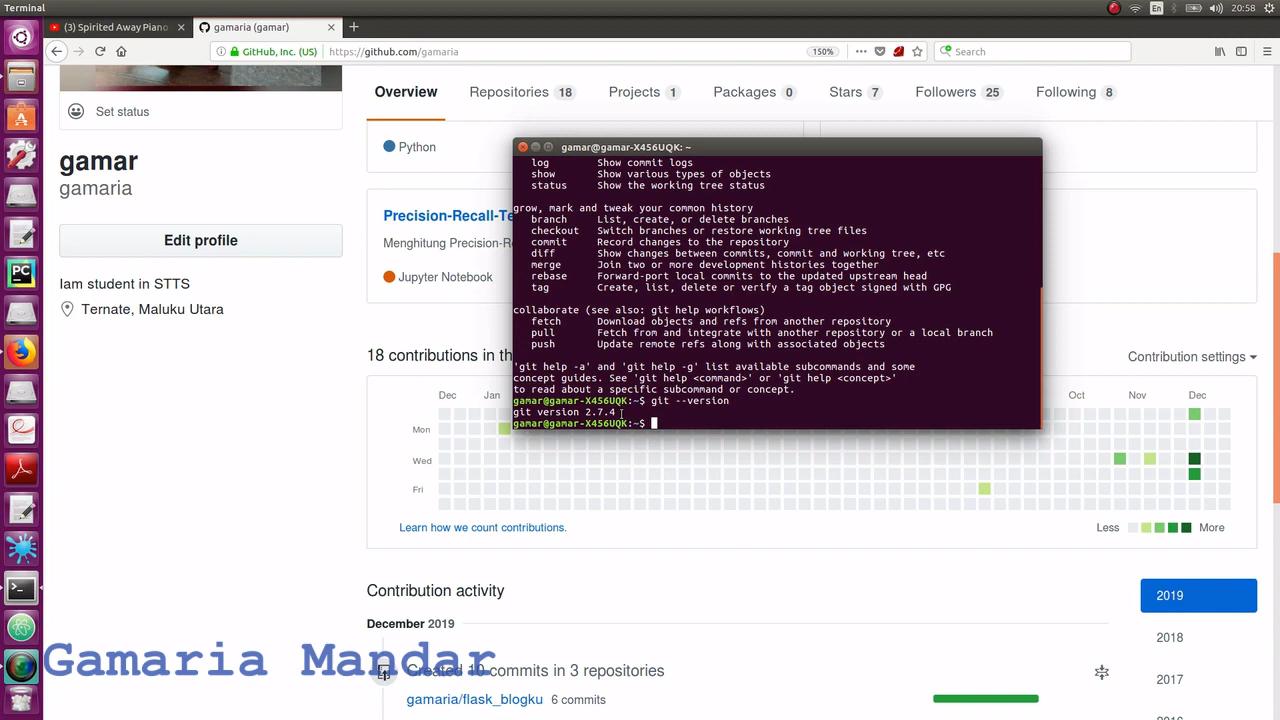 Terminal
En
20:58
(3) Spirited Away Piano
gamaria (gamar)
GitHub, Inc. (US)
https://github.com/gamaria
150%
Search
Overview
Repositories 18
Projects 1
Packages 0
Stars 7
Followers 25
Following 8
Set status
gamar
gamaria
Edit profile
Iam student in STTS
Ternate, Maluku Utara
Python
Precision-Recall-Te
Menghitung Precision-R
Jupyter Notebook
gamar@gamar-X456UQK: ~
log Show commit logs
show Show various types of objects
status Show the working tree status
grow, mark and tweak your common history
branch List, create, or delete branches
checkout Switch branches or restore working tree files
commit Record changes to the repository
diff Show changes between commits, commit and working tree, etc
merge Join two or more development histories together
rebase Forward-port local commits to the updated upstream head
tag Create, list, delete or verify a tag object signed with GPG
collaborate (see also: git help workflows)
fetch Download objects and refs from another repository
pull Fetch from and integrate with another repository or a local branch
push Update remote refs along with associated objects
'git help -a' and 'git help -g' list available subcommands and some
concept guides. See 'git help <command>' or 'git help <concept>'
to read about a specific subcommand or concept.
gamar@gamar-X456UQK:~$ git --version
git version 2.7.4
gamar@gamar-X456UQK:~$
18 contributions in th
Contribution settings
Dec Jan Oct Nov Dec
Mon
Wed
Fri
Learn how we count contributions.
Less More
Contribution activity
2019
2018
2017
December 2019
Created 10 commits in 3 repositories
gamaria/flask_blogku 6 commits
Gamaria Mandar
PC